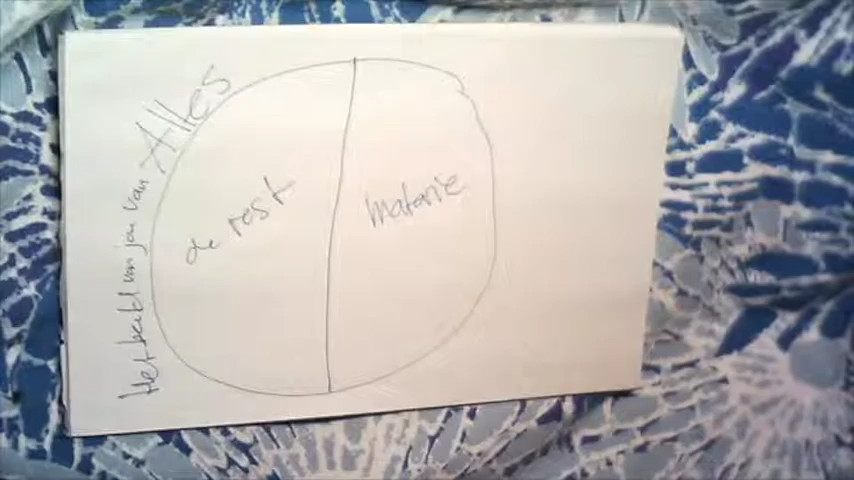 Het beeld van jou van Alles
de rest
materie